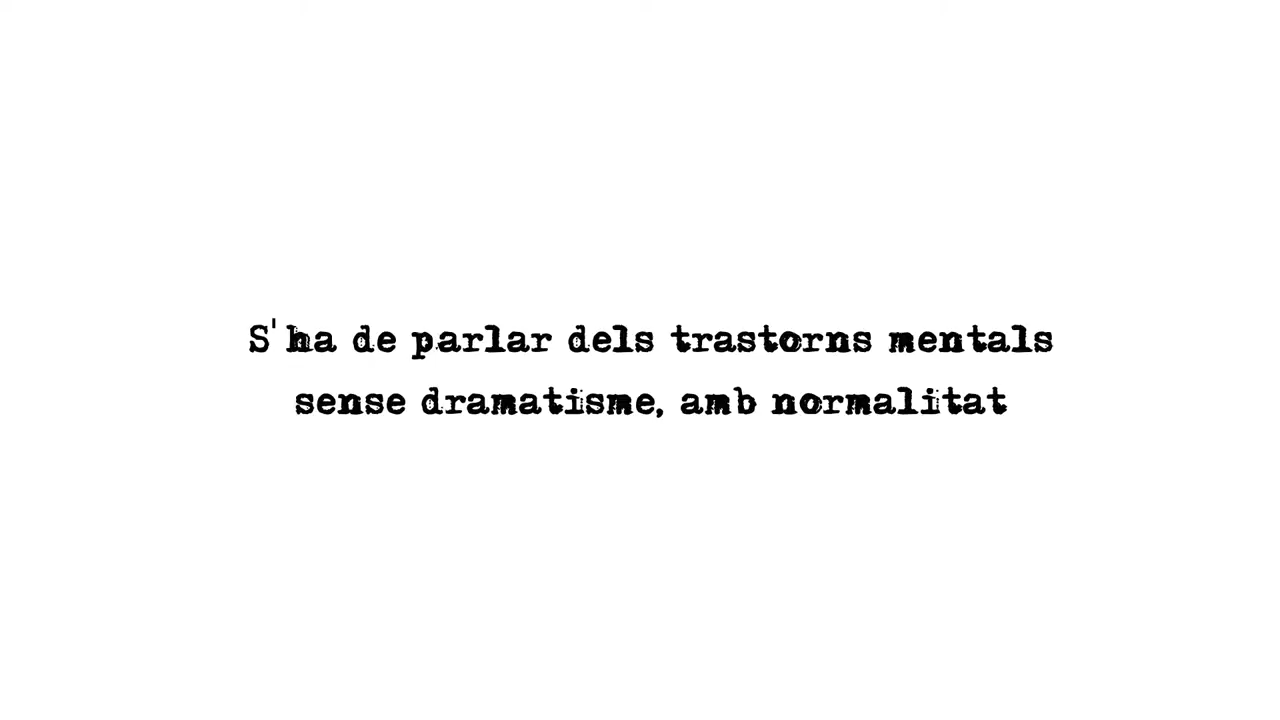 S'ha de parlar dels trastorns mentals
sense dramatisme, amb normalitat